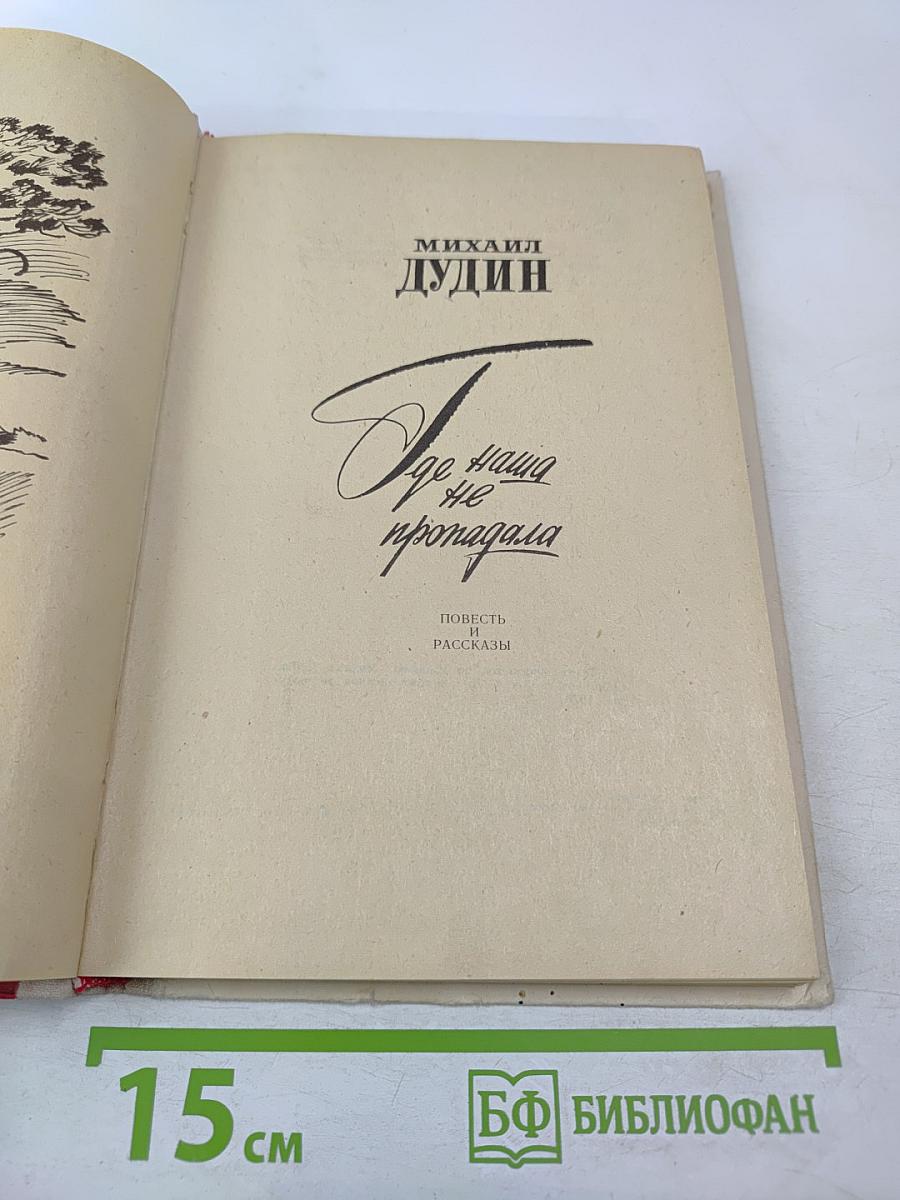 МИХАИЛ
ДУДИН
Где наша
не
пропадала
ПОВЕСТЬ
И
РАССКАЗЫ
15 см
БФ БИБЛИОФАН